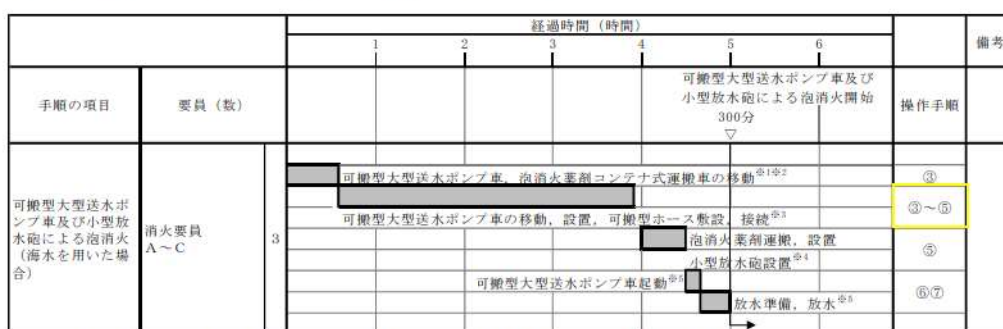 経過時間（時間）
備考
1 2 3 4 5 6
手順の項目
要員（数）
可搬型大型送水ポンプ車及び
小型放水砲による泡消火開始
300分
▽
操作手順
可搬型大型送水ポ
ンプ車及び小型放
水砲による泡消火
（海水を用いた場
合）
消火要員
A～C
3
可搬型大型送水ポンプ車，泡消火薬剤コンテナ式運搬車の移動※1※2
③
可搬型大型送水ポンプ車の移動，設置，可搬型ホース敷設，接続※3
③～⑤
泡消火薬剤運搬，設置
小型放水砲設置※4
⑤
可搬型大型送水ポンプ車起動※5
放水準備，放水※5
⑥⑦